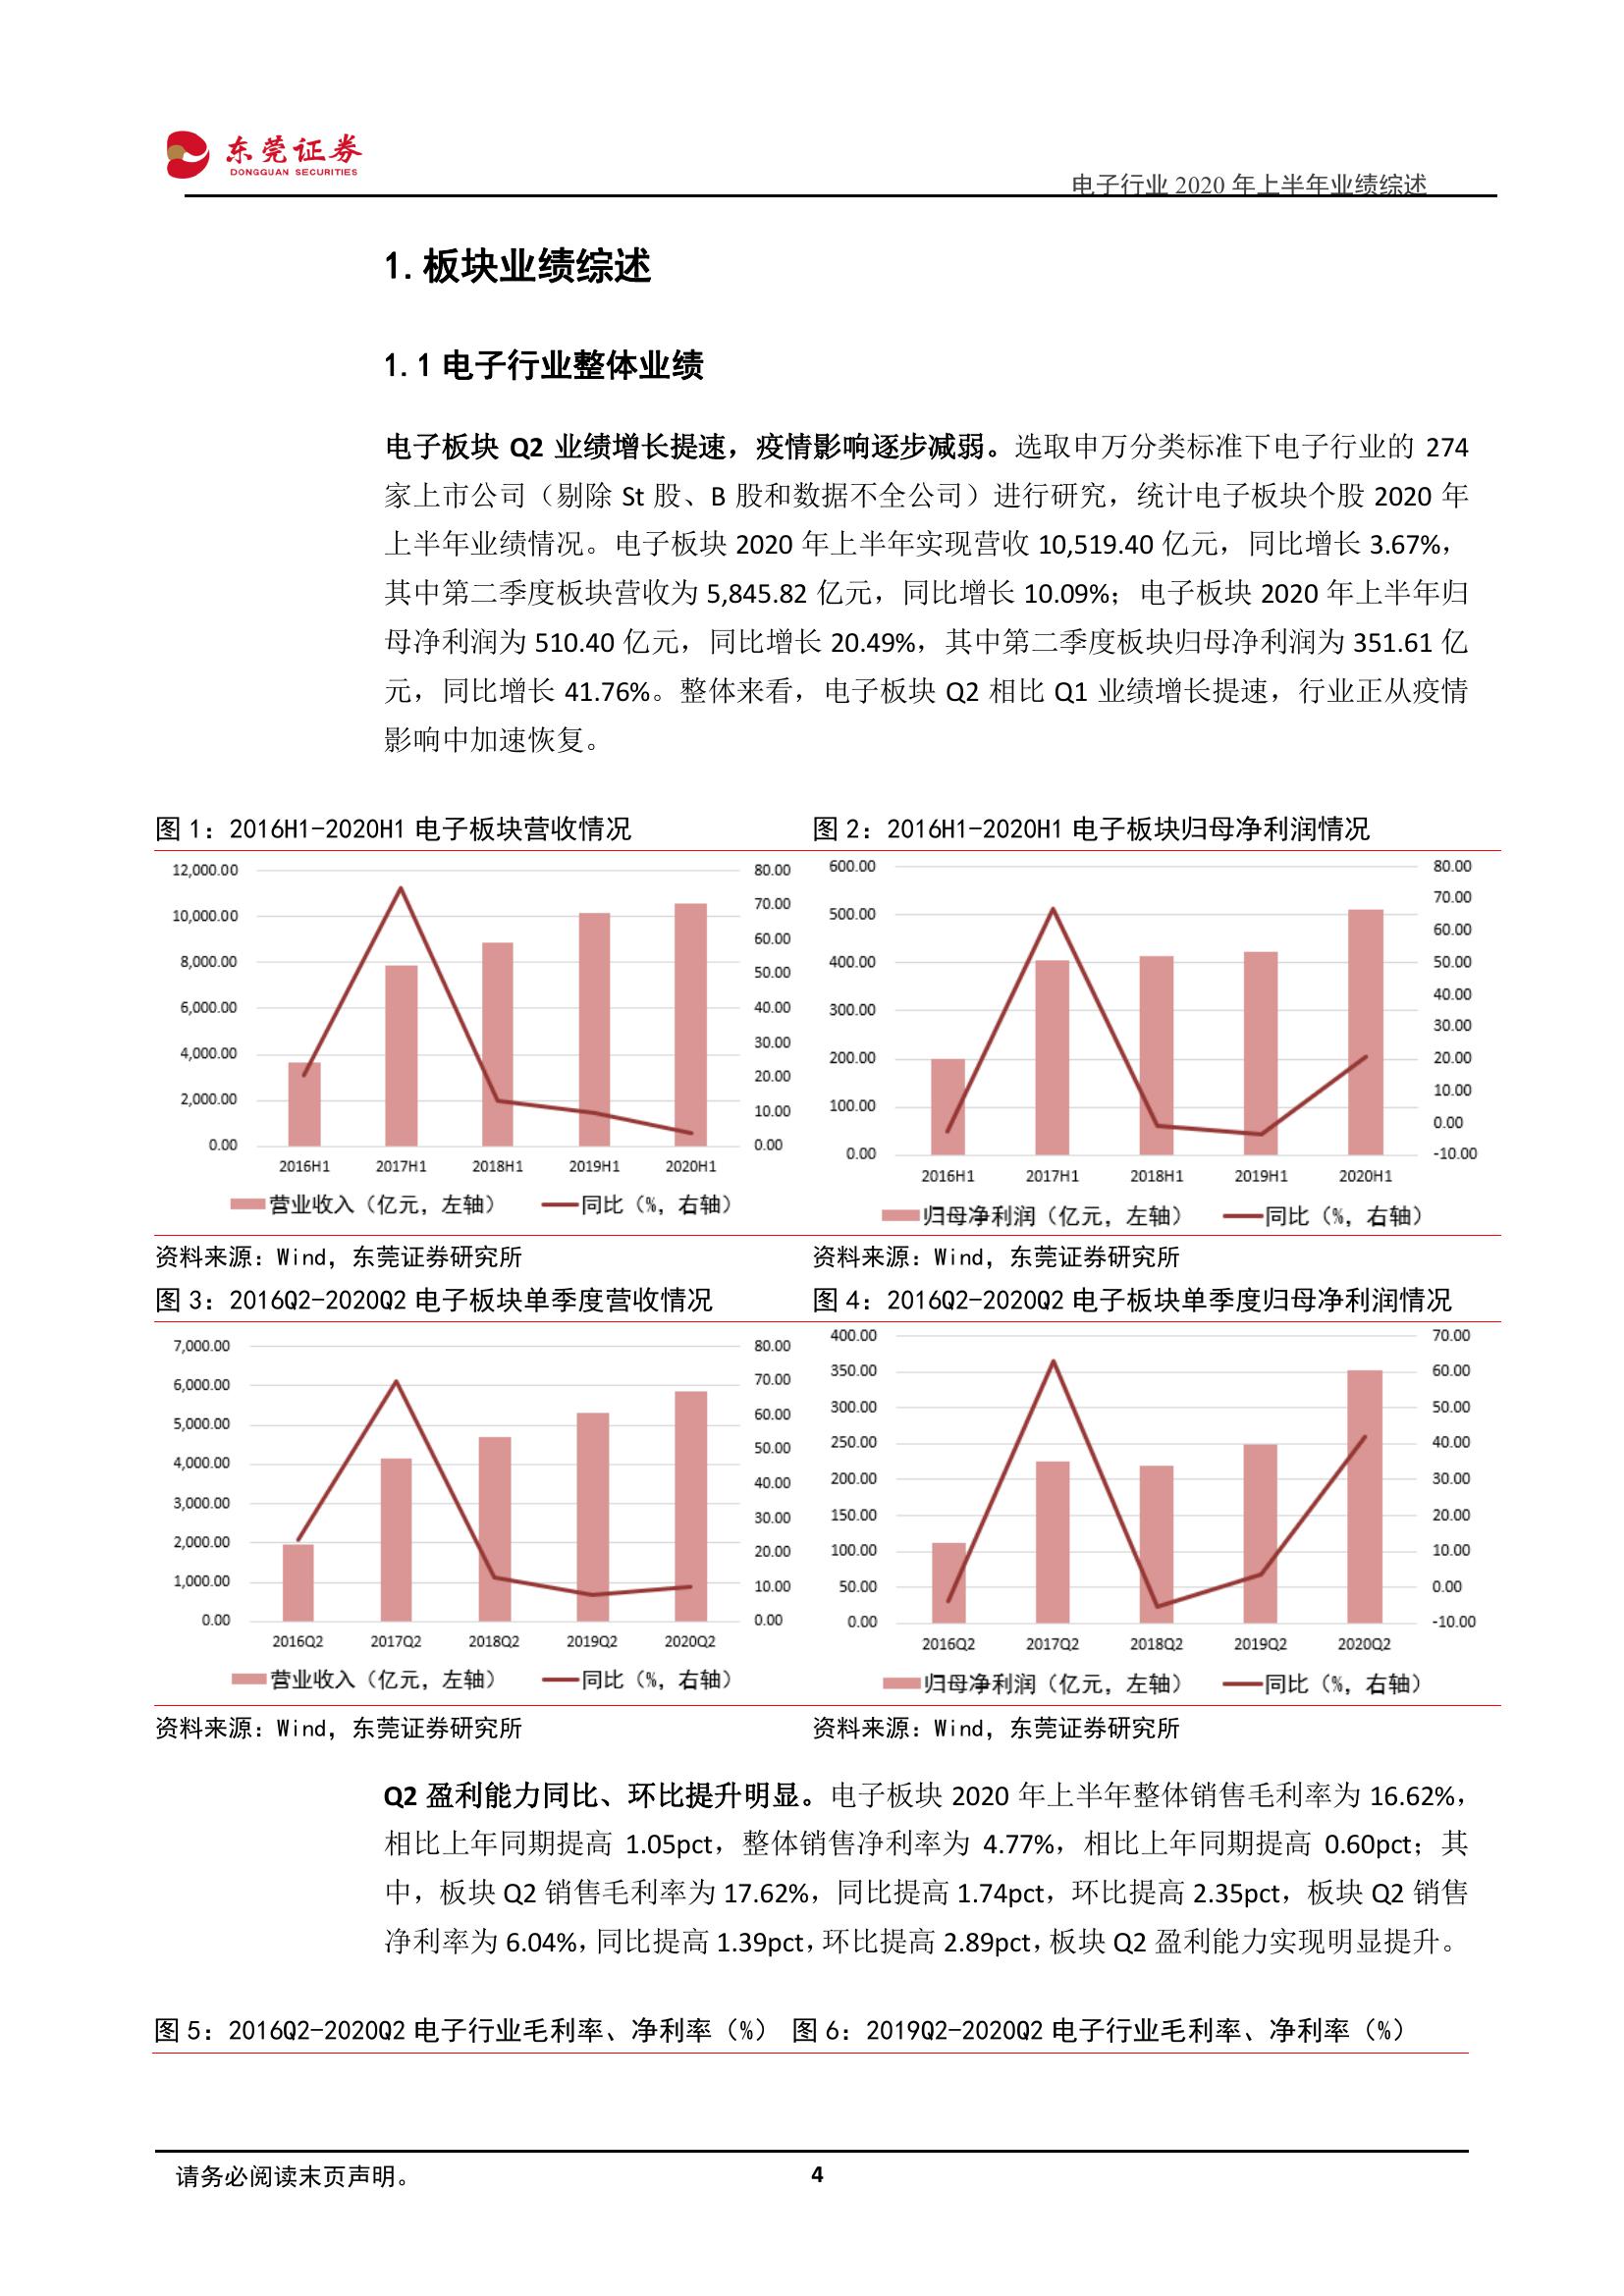 东莞证券
DONGGUAN SECURITIES
电子行业 2020 年上半年业绩综述
1.板块业绩综述
1.1 电子行业整体业绩
电子板块 Q2 业绩增长提速，疫情影响逐步减弱。选取申万分类标准下电子行业的 274
家上市公司（剔除 St 股、B 股和数据不全公司）进行研究，统计电子板块个股 2020 年
上半年业绩情况。电子板块 2020 年上半年实现营收 10,519.40 亿元，同比增长 3.67%，
其中第二季度板块营收为 5,845.82 亿元，同比增长 10.09%；电子板块 2020 年上半年归
母净利润为 510.40 亿元，同比增长 20.49%，其中第二季度板块归母净利润为 351.61 亿
元，同比增长 41.76%。整体来看，电子板块 Q2 相比 Q1 业绩增长提速，行业正从疫情
影响中加速恢复。
图 1：2016H1-2020H1 电子板块营收情况
12,000.00
10,000.00
8,000.00
6,000.00
4,000.00
2,000.00
0.00
80.00
70.00
60.00
50.00
40.00
30.00
20.00
10.00
0.00
2016H1 2017H1 2018H1 2019H1 2020H1
营业收入（亿元，左轴） 同比（%，右轴）
资料来源：Wind，东莞证券研究所
图 2：2016H1-2020H1 电子板块归母净利润情况
600.00
500.00
400.00
300.00
200.00
100.00
0.00
80.00
70.00
60.00
50.00
40.00
30.00
20.00
10.00
0.00
-10.00
2016H1 2017H1 2018H1 2019H1 2020H1
归母净利润（亿元，左轴） 同比（%，右轴）
资料来源：Wind，东莞证券研究所
图 3：2016Q2-2020Q2 电子板块单季度营收情况
7,000.00
6,000.00
5,000.00
4,000.00
3,000.00
2,000.00
1,000.00
0.00
80.00
70.00
60.00
50.00
40.00
30.00
20.00
10.00
0.00
2016Q2 2017Q2 2018Q2 2019Q2 2020Q2
营业收入（亿元，左轴） 同比（%，右轴）
资料来源：Wind，东莞证券研究所
图 4：2016Q2-2020Q2 电子板块单季度归母净利润情况
400.00
350.00
300.00
250.00
200.00
150.00
100.00
50.00
0.00
70.00
60.00
50.00
40.00
30.00
20.00
10.00
0.00
-10.00
2016Q2 2017Q2 2018Q2 2019Q2 2020Q2
归母净利润（亿元，左轴） 同比（%，右轴）
资料来源：Wind，东莞证券研究所
Q2 盈利能力同比、环比提升明显。电子板块 2020 年上半年整体销售毛利率为 16.62%，
相比上年同期提高 1.05pct，整体销售净利率为 4.77%，相比上年同期提高 0.60pct；其
中，板块 Q2 销售毛利率为 17.62%，同比提高 1.74pct，环比提高 2.35pct，板块 Q2 销售
净利率为 6.04%，同比提高 1.39pct，环比提高 2.89pct，板块 Q2 盈利能力实现明显提升。
图 5：2016Q2-2020Q2 电子行业毛利率、净利率（%） 图 6：2019Q2-2020Q2 电子行业毛利率、净利率（%）
请务必阅读末页声明。
4